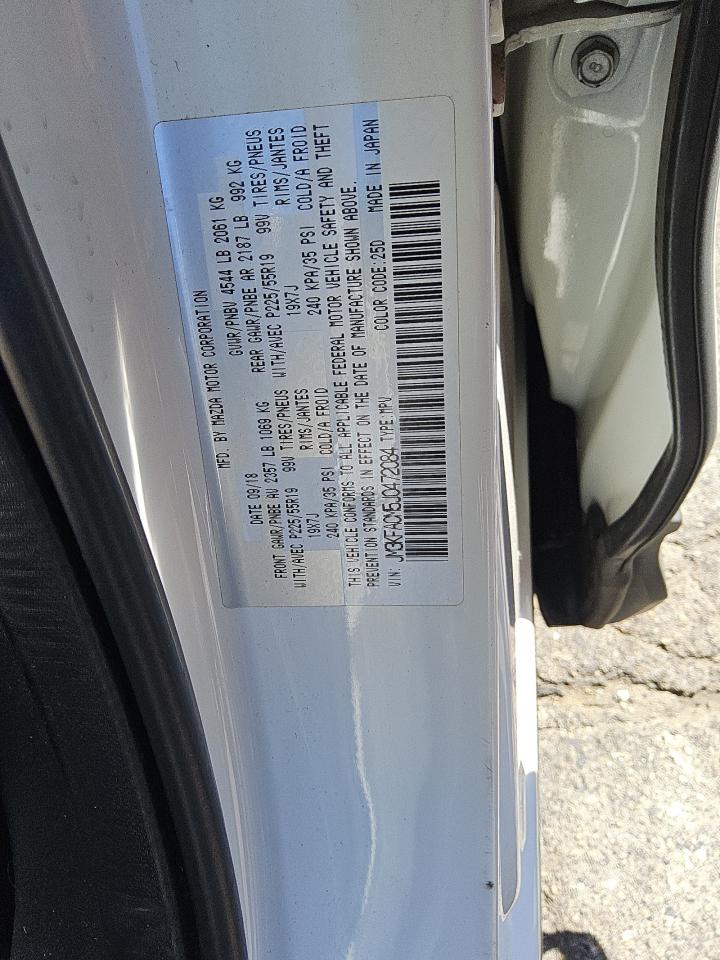 MFD. BY MAZDA MOTOR CORPORATION
DATE 09/18 GVWR/PNBV 4544 LB 2061 KG
FRONT GAWR/PNBE AV 2357 LB 1069 KG REAR GAWR/PNBE AR 2187 LB 992 KG
WITH/AVEC P225/55R19 99V TIRES/PNEUS WITH/AVEC P225/55R19 99V TIRES/PNEUS
19X7J RIMS/JANTES 19X7J RIMS/JANTES
240 KPA/35 PSI COLD/A FROID 240 KPA/35 PSI COLD/A FROID
THIS VEHICLE CONFORMS TO ALL APPLICABLE FEDERAL MOTOR VEHICLE SAFETY AND THEFT
PREVENTION STANDARDS IN EFFECT ON THE DATE OF MANUFACTURE SHOWN ABOVE.
VIN: JM3KFACM5J0472084 TYPE:MPV COLOR CODE:25D MADE IN JAPAN
8